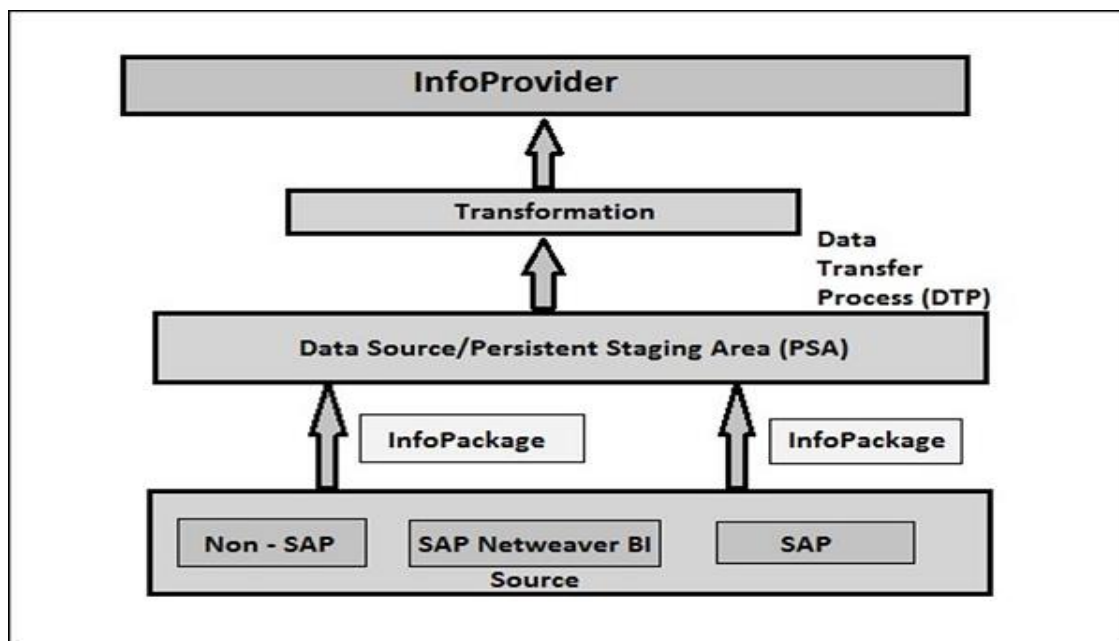 InfoProvider
Transformation
Data
Transfer
Process (DTP)
Data Source/Persistent Staging Area (PSA)
InfoPackage
InfoPackage
Non - SAP
SAP Netweaver BI
SAP
Source